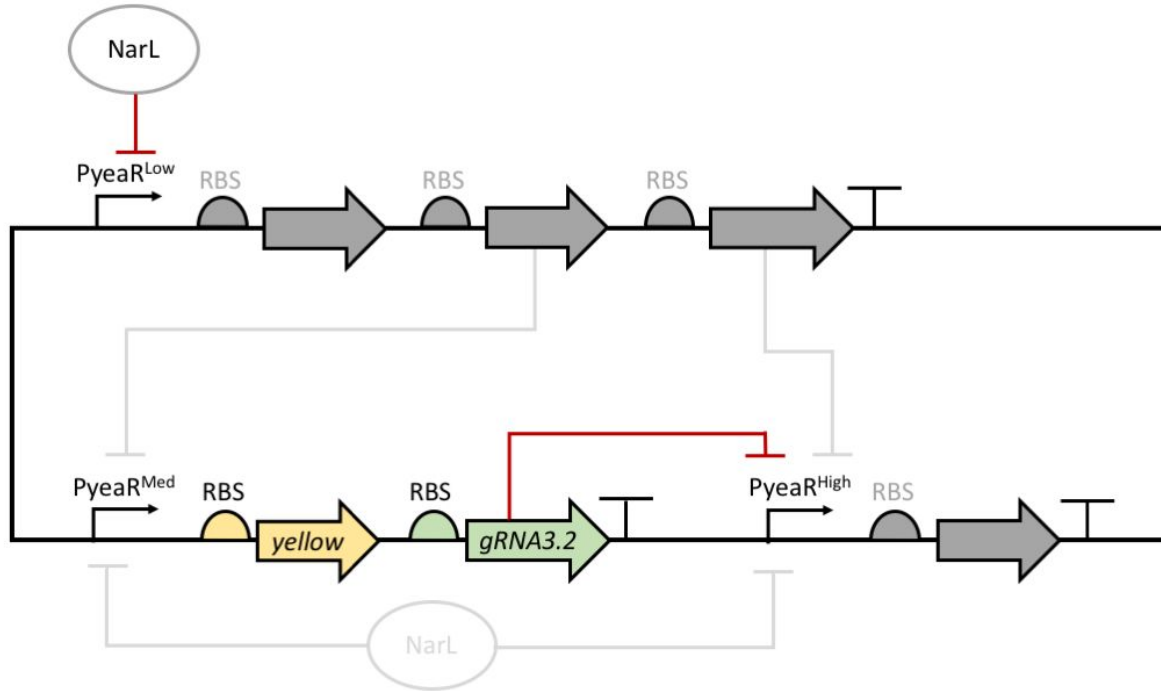 NarL
PyeaR^Low
RBS
RBS
RBS
PyeaR^Med
RBS
RBS
PyeaR^High
RBS
yellow
gRNA3.2
NarL